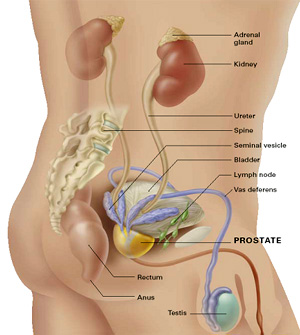 Adrenal
gland
Kidney
Ureter
Spine
Seminal vesicle
Bladder
Lymph node
Vas deferens
PROSTATE
Rectum
Anus
Testis